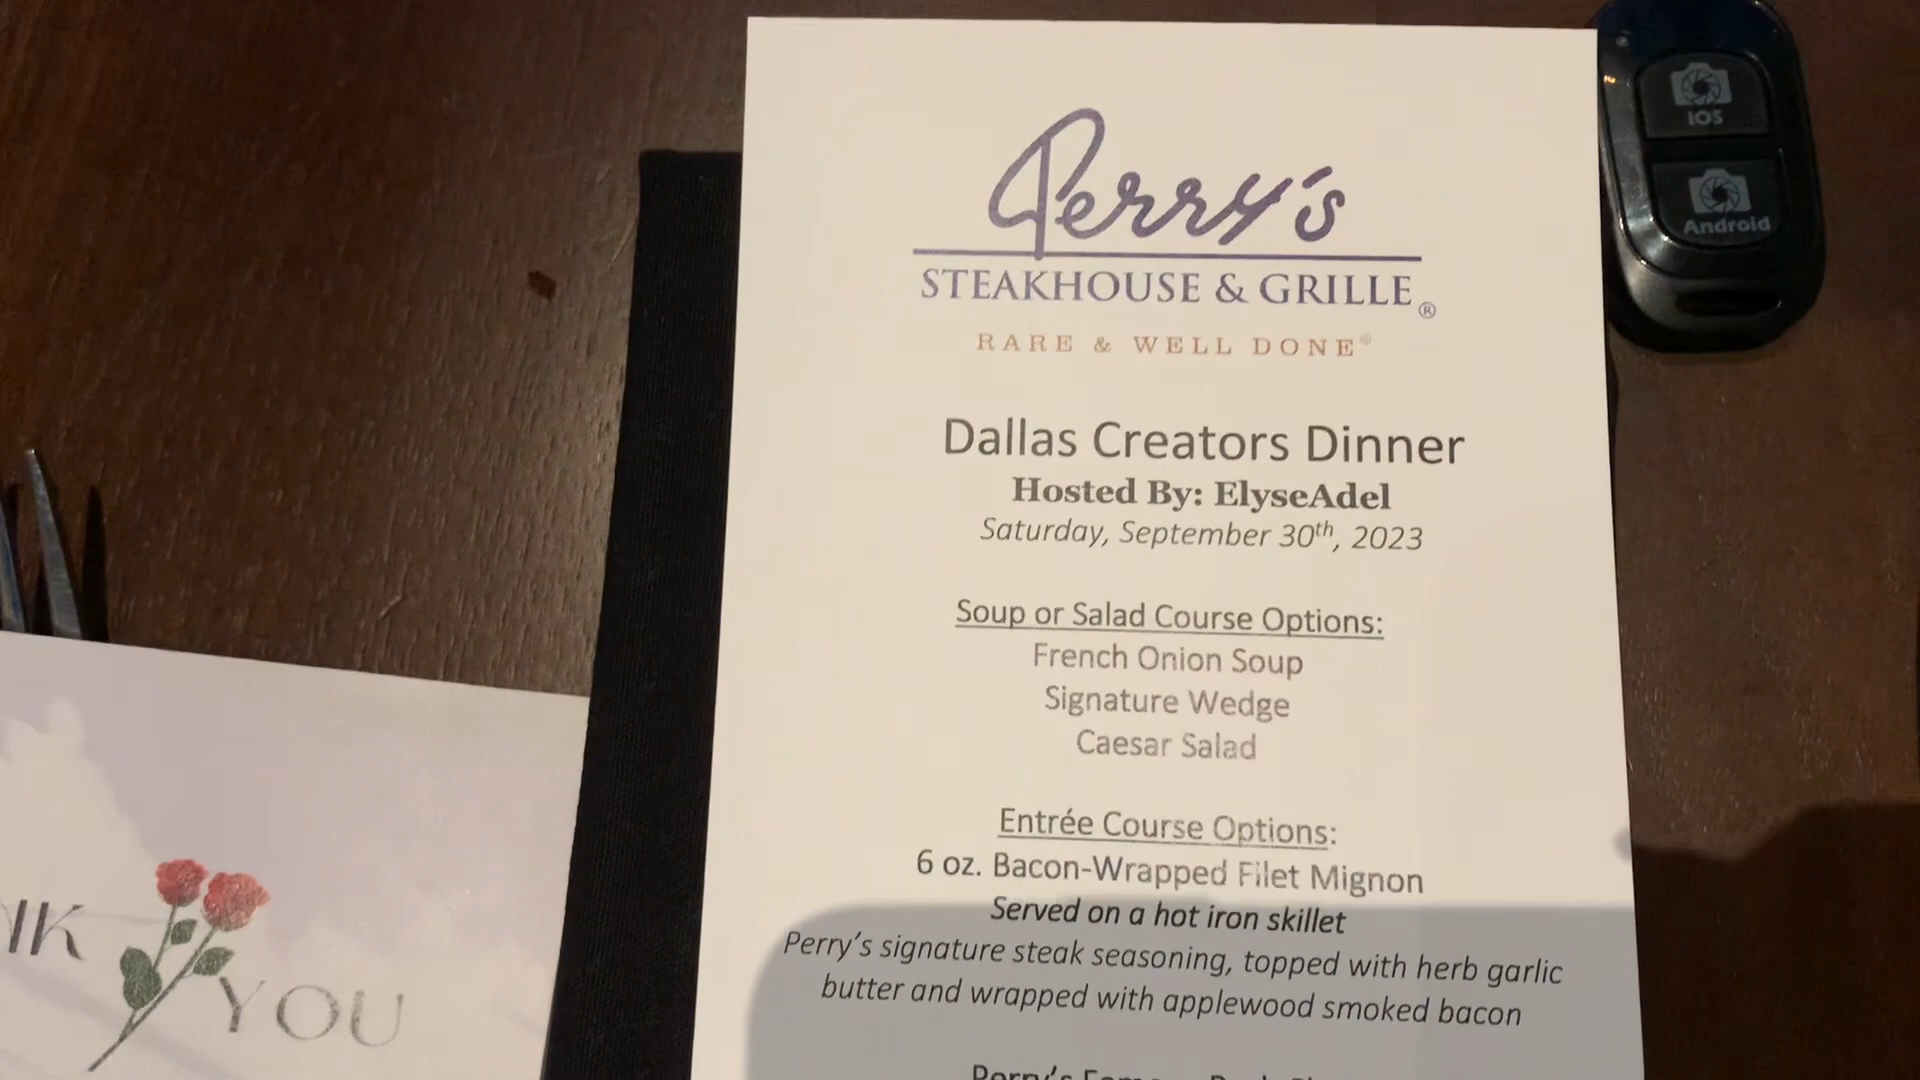 Perry's
STEAKHOUSE & GRILLE®
RARE & WELL DONE®
Dallas Creators Dinner
Hosted By: ElyseAdel
Saturday, September 30th, 2023
Soup or Salad Course Options:
French Onion Soup
Signature Wedge
Caesar Salad
Entrée Course Options:
6 oz. Bacon-Wrapped Filet Mignon
Served on a hot iron skillet
Perry's signature steak seasoning, topped with herb garlic
butter and wrapped with applewood smoked bacon
Perry's
iOS
Android
YOU